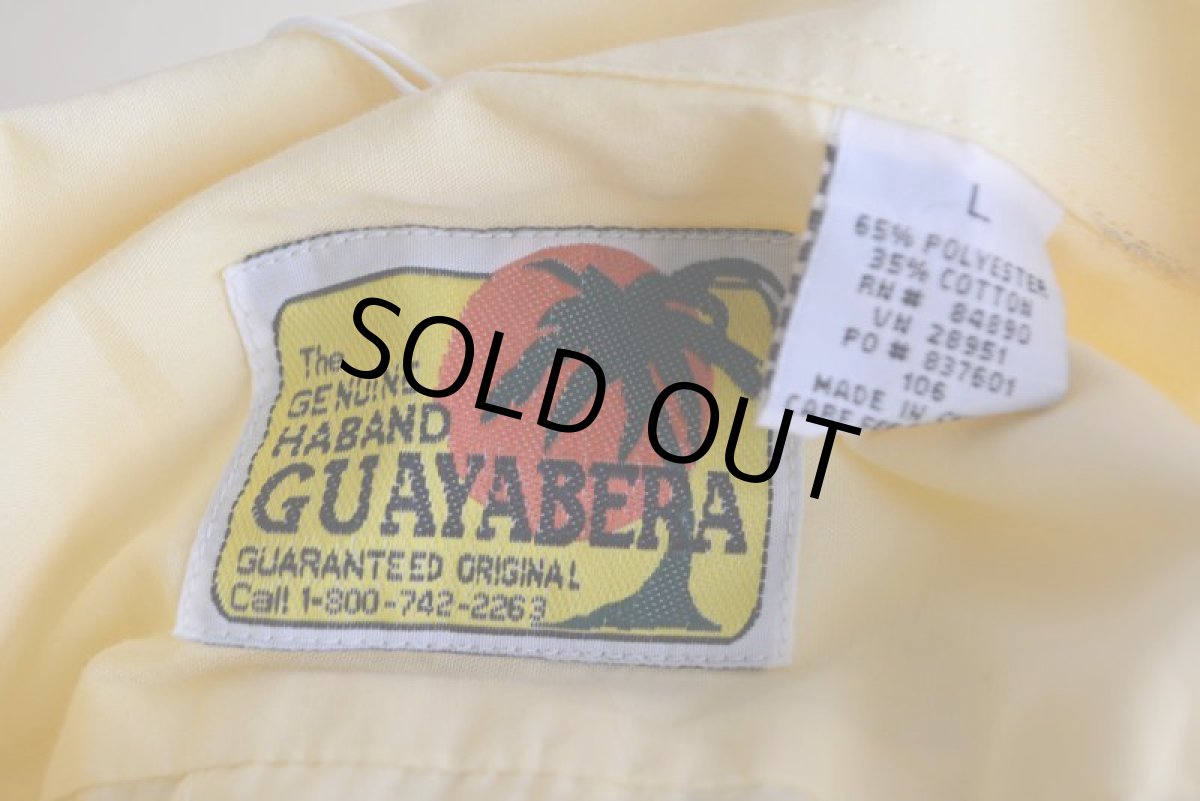 The
GENUINE
HABAND
GUAYABERA
GUARANTEED ORIGINAL
Call 1-800-742-2263
SOLD OUT
L
65% POLYESTER
35% COTTON
RN # 84890
VN 28951
PO # 837601
106
MADE IN
CARE